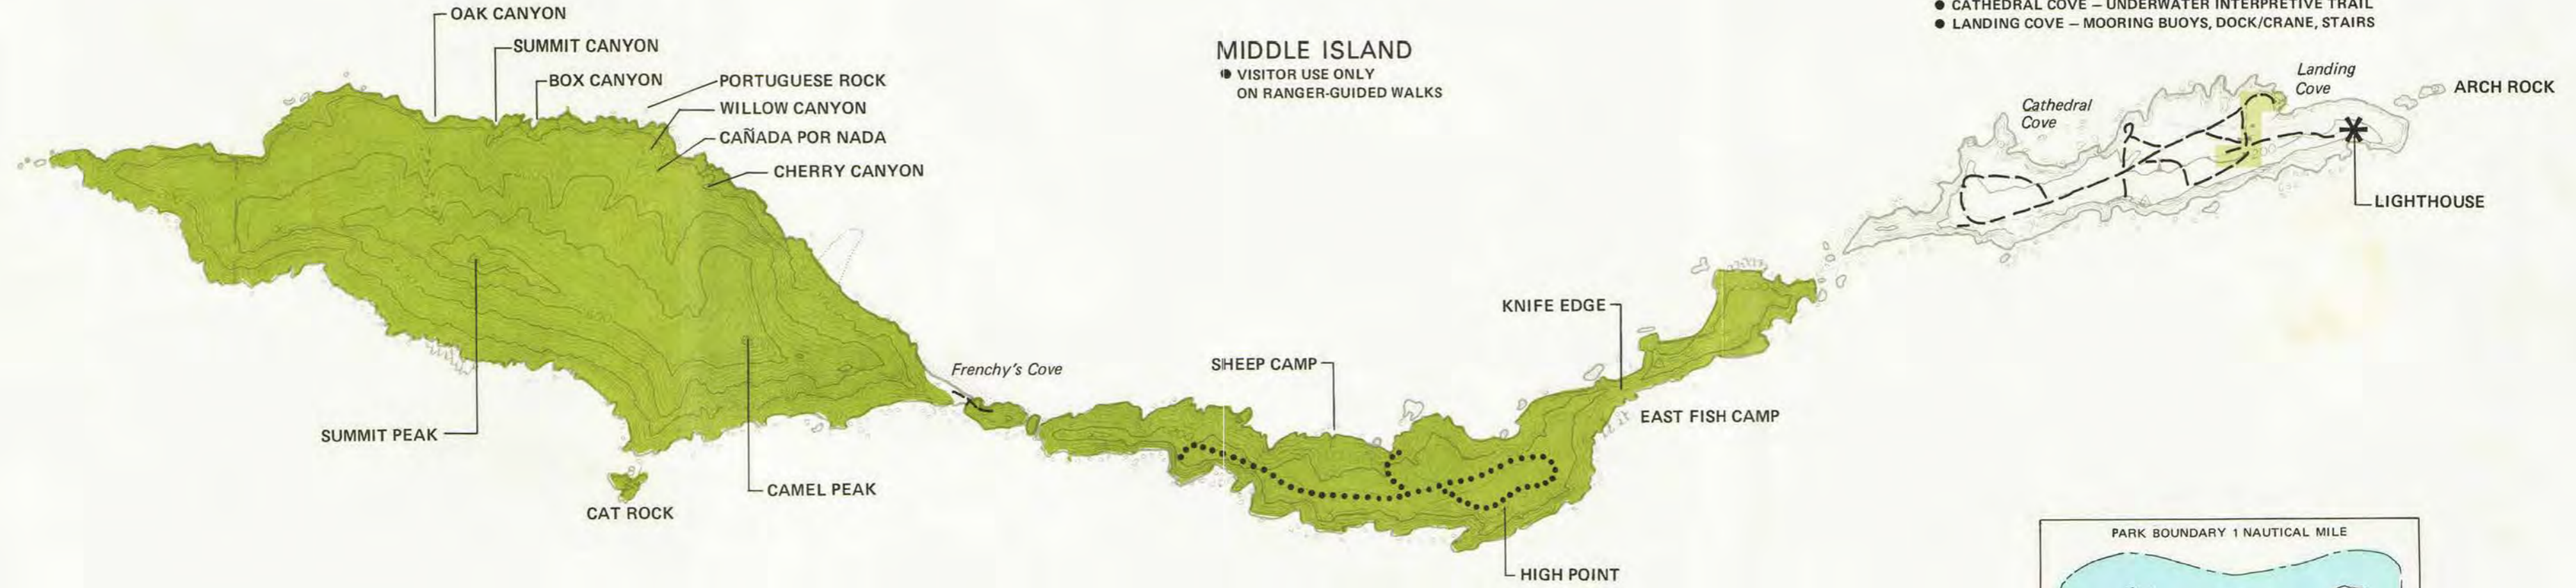 OAK CANYON
SUMMIT CANYON
BOX CANYON
PORTUGUESE ROCK
WILLOW CANYON
CAÑADA POR NADA
CHERRY CANYON
MIDDLE ISLAND
● VISITOR USE ONLY
ON RANGER-GUIDED WALKS
● CATHEDRAL COVE – UNDERWATER INTERPRETIVE TRAIL
● LANDING COVE – MOORING BUOYS, DOCK/CRANE, STAIRS
Landing
Cove
ARCH ROCK
Cathedral
Cove
LIGHTHOUSE
KNIFE EDGE
SHEEP CAMP
Frenchy's Cove
EAST FISH CAMP
SUMMIT PEAK
CAMEL PEAK
CAT ROCK
HIGH POINT
PARK BOUNDARY 1 NAUTICAL MILE